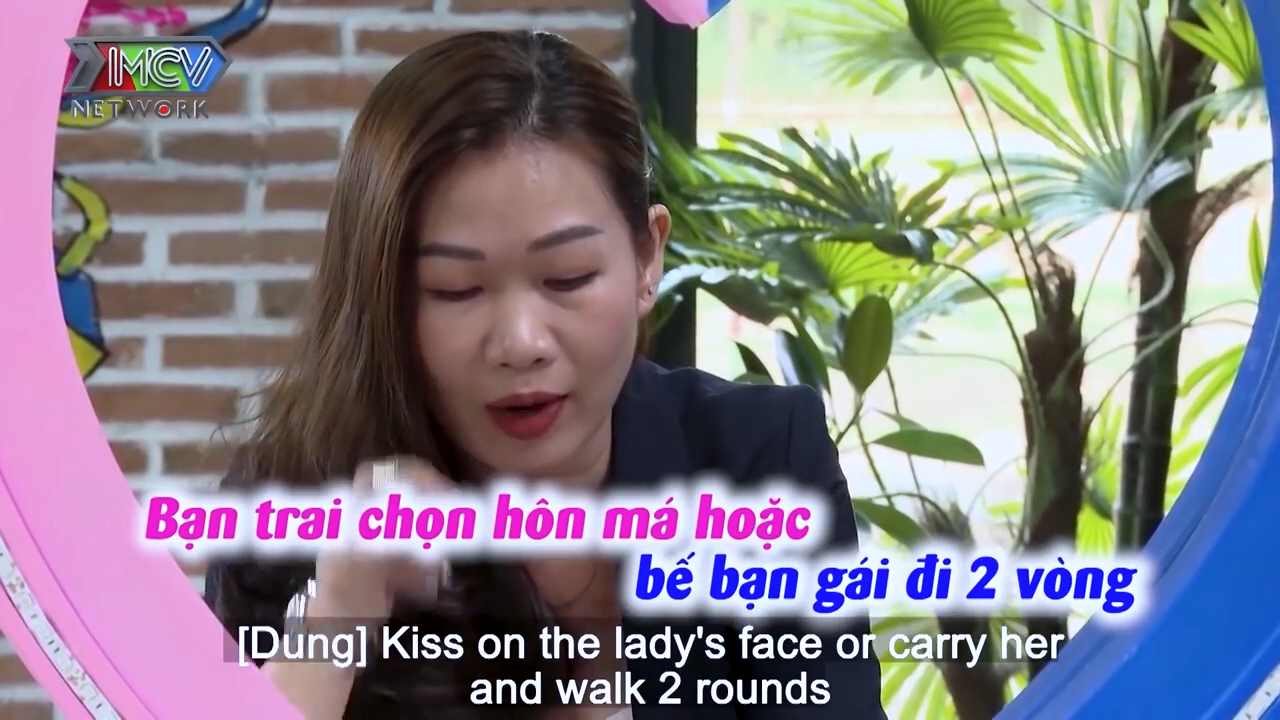 MCV
NETWORK
Bạn trai chọn hôn má hoặc
bế bạn gái đi 2 vòng
[Dung] Kiss on the lady's face or carry her
and walk 2 rounds